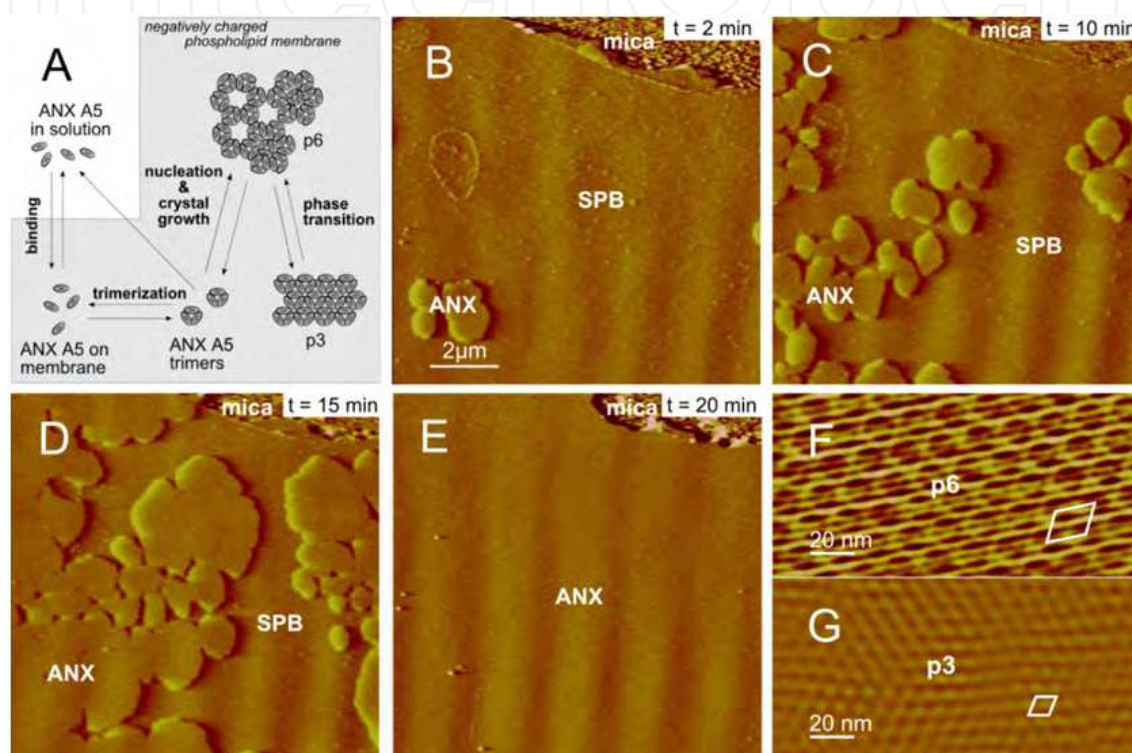 A
negatively charged
phospholipid membrane
ANX A5
in solution
p6
nucleation
&
crystal
growth
phase
transition
binding
trimerization
ANX A5 on
membrane
ANX A5
trimers
p3
B
mica
t = 2 min
SPB
ANX
2µm
C
mica
t = 10 min
SPB
ANX
D
mica
t = 15 min
SPB
ANX
E
mica
t = 20 min
ANX
F
p6
20 nm
G
p3
20 nm